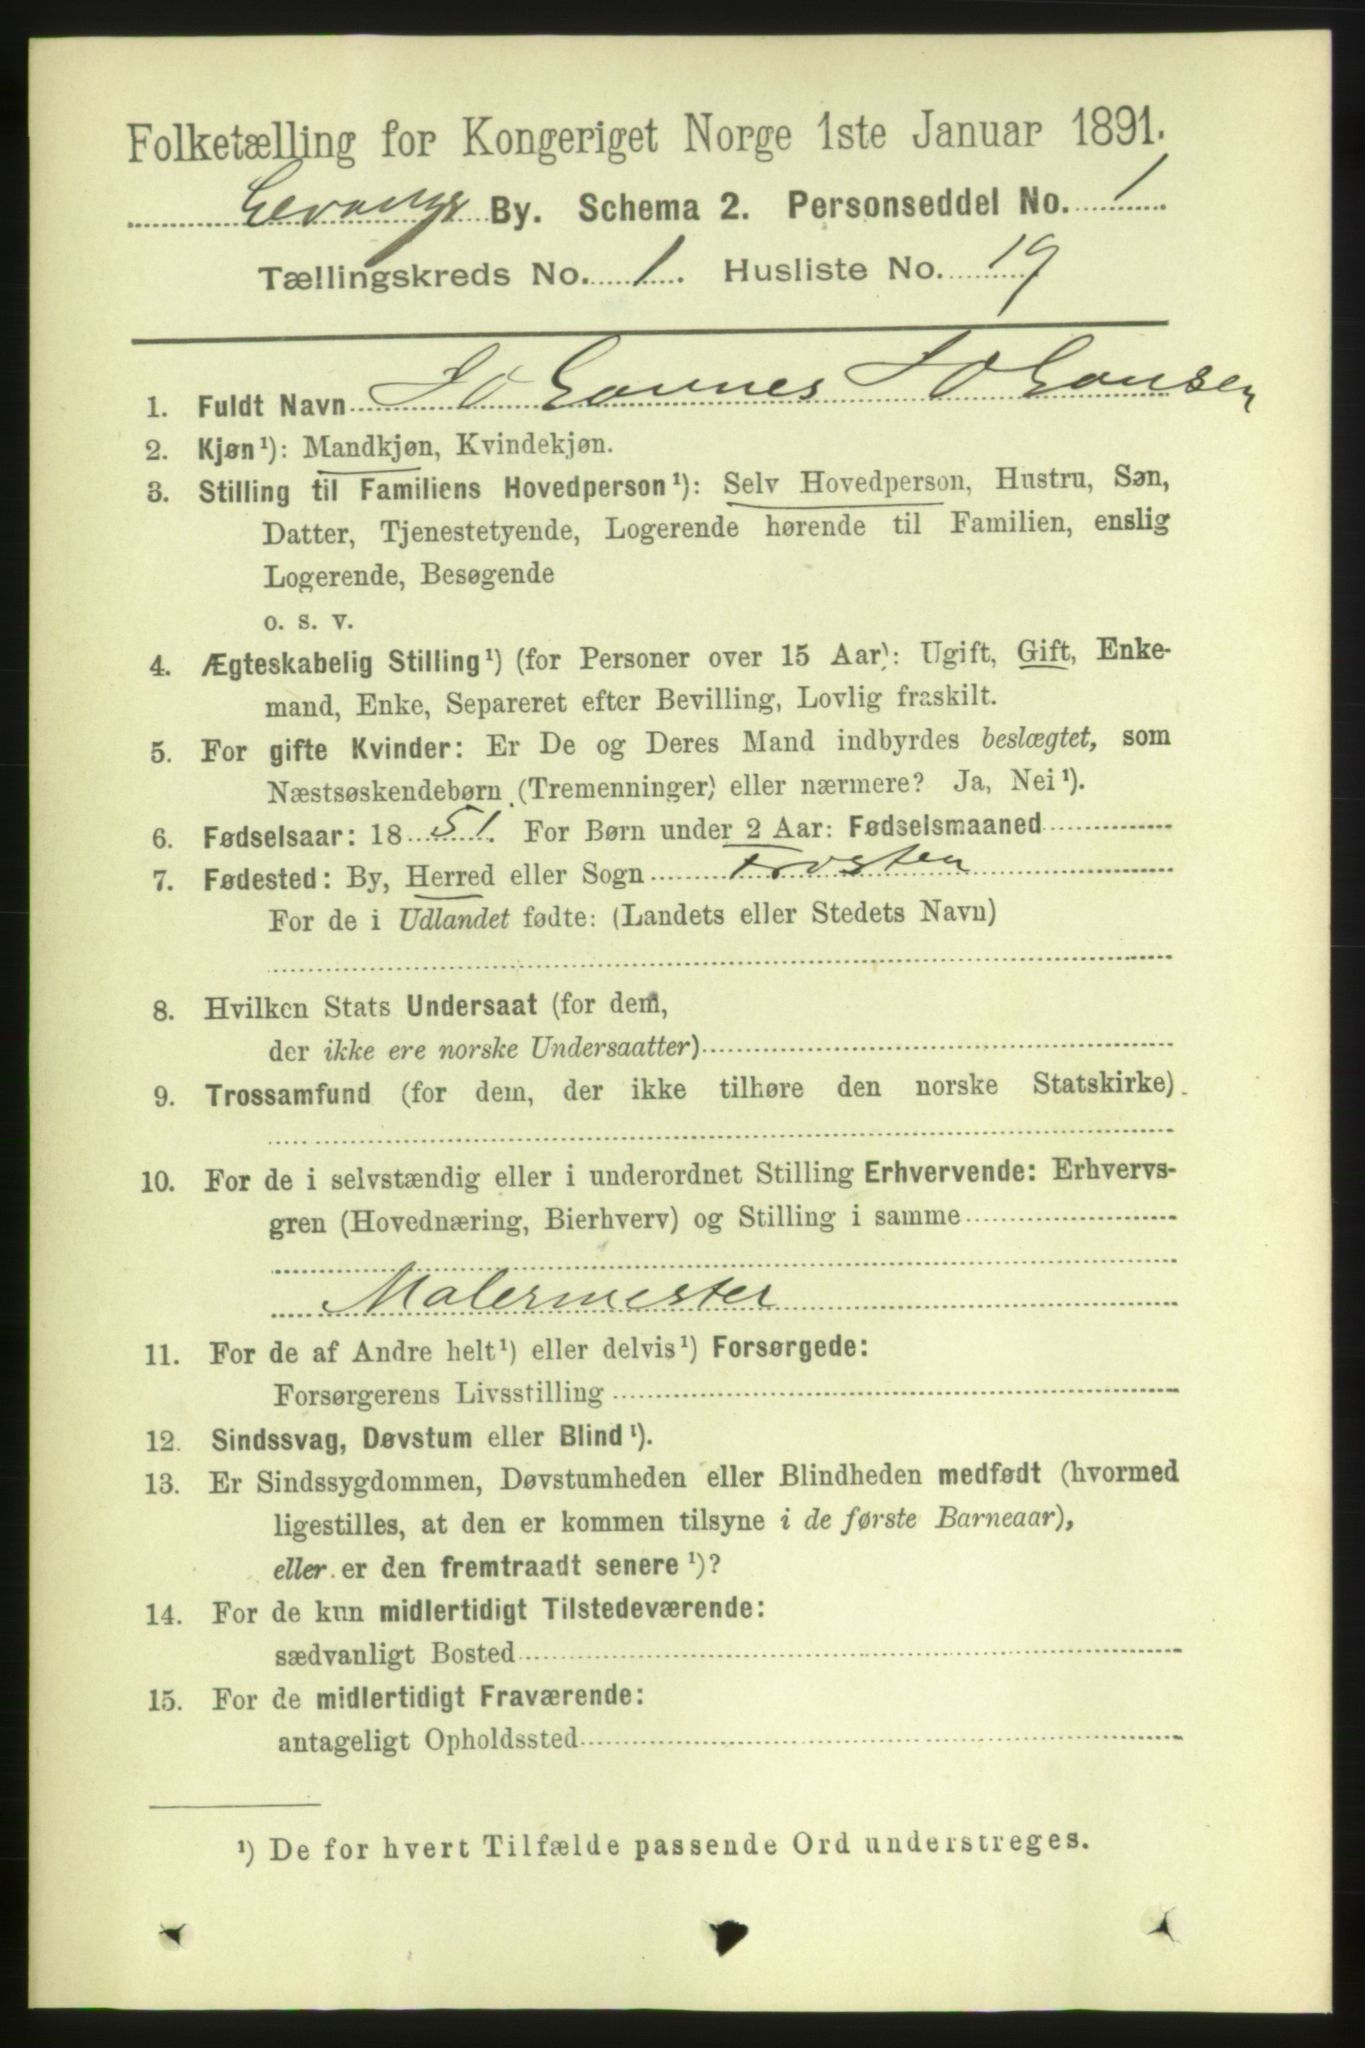 Folketælling for Kongeriget Norge 1ste Januar 1891.
Levanger By. Schema 2. Personseddel No. 1
Tællingskreds No. 1. Husliste No. 19
1. Fuldt Navn Johannes Johansen
2. Kjøn¹): Mandkjøn, Kvindekjøn.
3. Stilling til Familiens Hovedperson¹): Selv Hovedperson, Hustru, Søn,
Datter, Tjenestetyende, Logerende hørende til Familien, enslig
Logerende, Besøgende
o. s. v.
4. Ægteskabelig Stilling¹) (for Personer over 15 Aar): Ugift, Gift, Enke-
mand, Enke, Separeret efter Bevilling, Lovlig fraskilt.
5. For gifte Kvinder: Er De og Deres Mand indbyrdes beslægtet, som
Næstsøskendebørn (Tremenninger) eller nærmere? Ja, Nei¹).
6. Fødselsaar: 1851. For Børn under 2 Aar: Fødselsmaaned
7. Fødested: By, Herred eller Sogn Frosten
For de i Udlandet fødte: (Landets eller Stedets Navn)
8. Hvilken Stats Undersaat (for dem,
der ikke ere norske Undersaatter)
9. Trossamfund (for dem, der ikke tilhøre den norske Statskirke)
10. For de i selvstændig eller i underordnet Stilling Erhvervende: Erhvervs-
gren (Hovednæring, Bierhverv) og Stilling i samme
Malermester
11. For de af Andre helt¹) eller delvis¹) Forsørgede:
Forsørgerens Livsstilling
12. Sindssvag, Døvstum eller Blind¹).
13. Er Sindssygdommen, Døvstumheden eller Blindheden medfødt (hvormed
ligestilles, at den er kommen tilsyne i de første Barneaar),
eller er den fremtraadt senere¹)?
14. For de kun midlertidigt Tilstedeværende:
sædvanligt Bosted
15. For de midlertidigt Fraværende:
antageligt Opholdssted
¹) De for hvert Tilfælde passende Ord understreges.